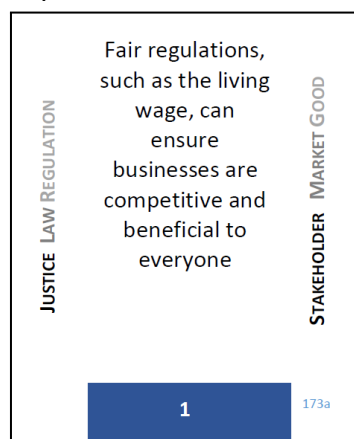 Fair regulations,
such as the living
wage, can
ensure
businesses are
competitive and
beneficial to
everyone
JUSTICE LAW REGULATION
STAKEHOLDER MARKET GOOD
1
173a